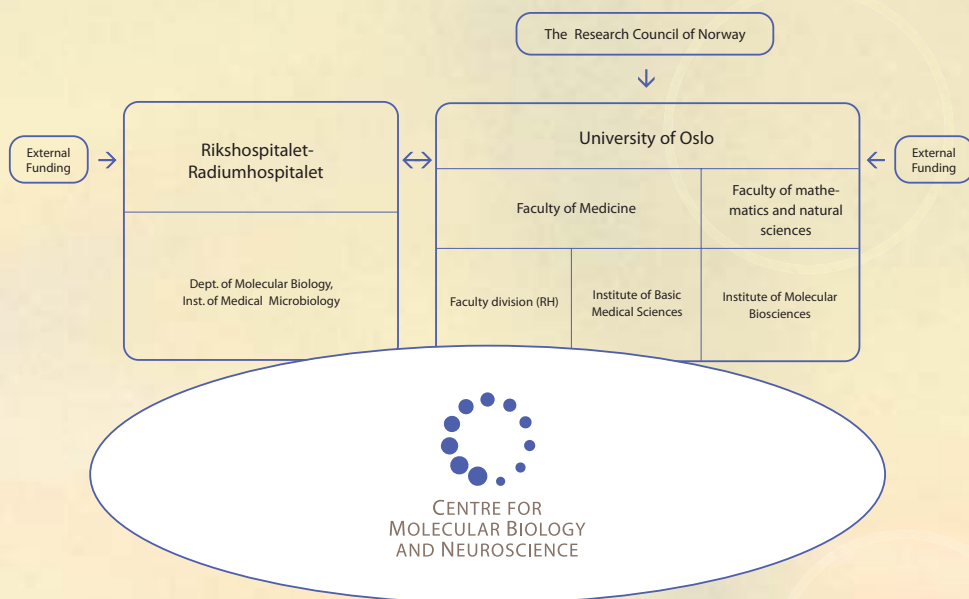 The Research Council of Norway
External
Funding
Rikshospitalet-
Radiumhospitalet
University of Oslo
External
Funding
Faculty of Medicine
Faculty of mathe-
matics and natural
sciences
Dept. of Molecular Biology,
Inst. of Medical Microbiology
Faculty division (RH)
Institute of Basic
Medical Sciences
Institute of Molecular
Biosciences
CENTRE FOR
MOLECULAR BIOLOGY
AND NEUROSCIENCE